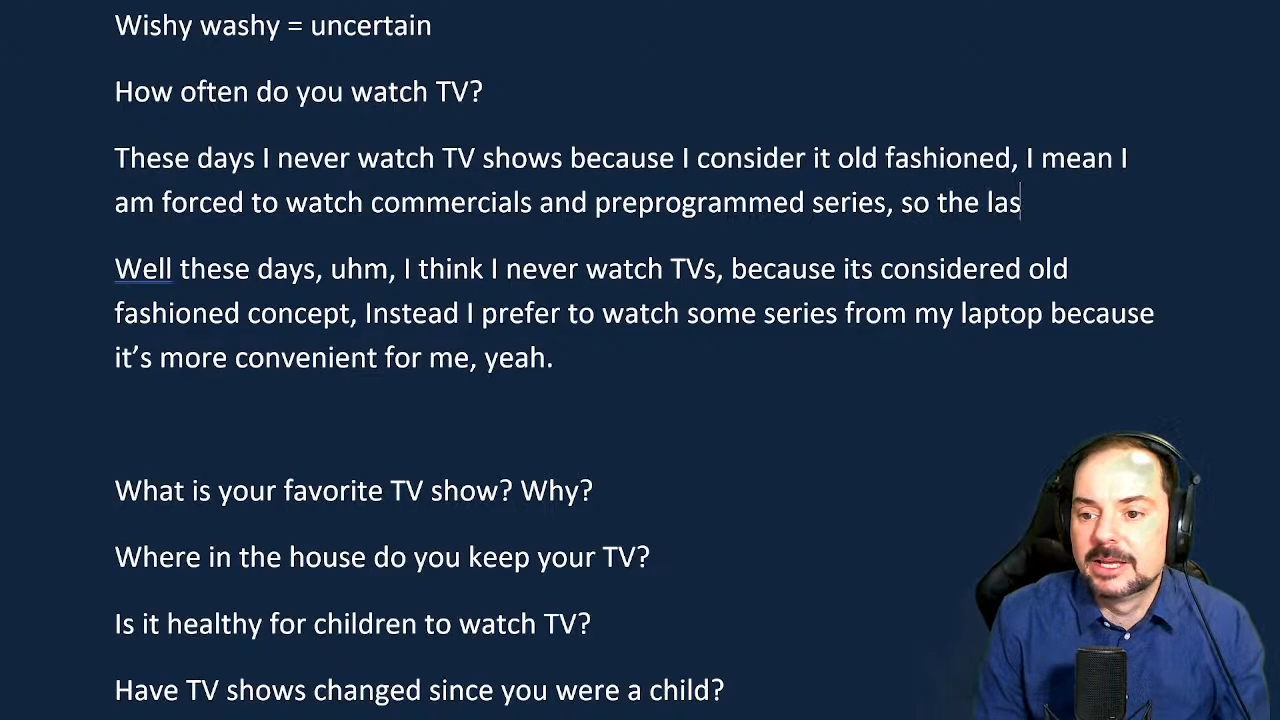 Wishy washy = uncertain
How often do you watch TV?
These days I never watch TV shows because I consider it old fashioned, I mean I
am forced to watch commercials and preprogrammed series, so the las
Well these days, uhm, I think I never watch TVs, because its considered old
fashioned concept, Instead I prefer to watch some series from my laptop because
it’s more convenient for me, yeah.
What is your favorite TV show? Why?
Where in the house do you keep your TV?
Is it healthy for children to watch TV?
Have TV shows changed since you were a child?